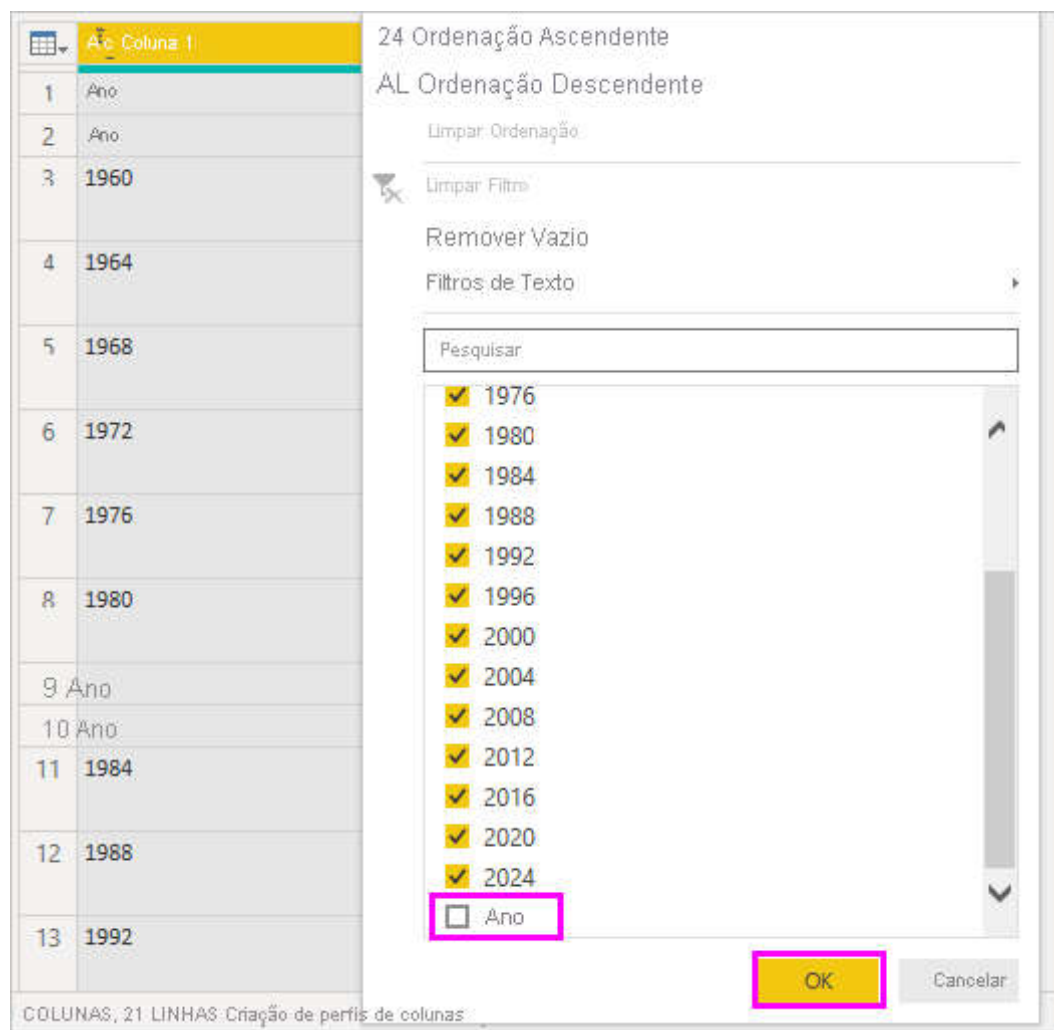 Coluna 1
1 Ano
2 Ano
3 1960
4 1964
5 1968
6 1972
7 1976
8 1980
9 Ano
10 Ano
11 1984
12 1988
13 1992
24 Ordenação Ascendente
AL Ordenação Descendente
Limpar Ordenação
Limpar Filtro
Remover Vazio
Filtros de Texto
Pesquisar
1976
1980
1984
1988
1992
1996
2000
2004
2008
2012
2016
2020
2024
Ano
OK Cancelar
COLUNAS, 21 LINHAS Criação de perfis de colunas